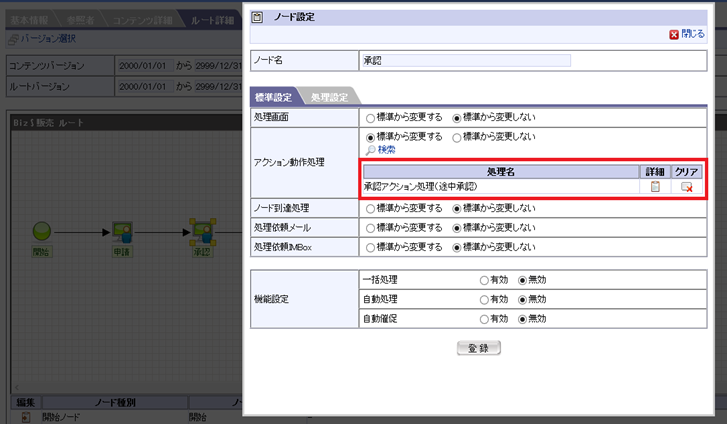 基本情報 参照者 コンテンツ詳細 ルート詳細
バージョン選択
コンテンツバージョン 2000/01/01 から 2999/12/31
ルートバージョン 2000/01/01 から 2999/12/31
Biz∫販売 ルート
開始 申請 承認
編集 ノード種別
開始ノード 開始
ノード設定
閉じる
ノード名 承認
標準設定 処理設定
処理画面 標準から変更する 標準から変更しない
アクション動作処理 標準から変更する 標準から変更しない
検索
処理名 詳細 クリア
承認アクション処理(途中承認)
ノード到達処理 標準から変更する 標準から変更しない
処理依頼メール 標準から変更する 標準から変更しない
処理依頼IMBox 標準から変更する 標準から変更しない
機能設定
一括処理 有効 無効
自動処理 有効 無効
自動催促 有効 無効
登録